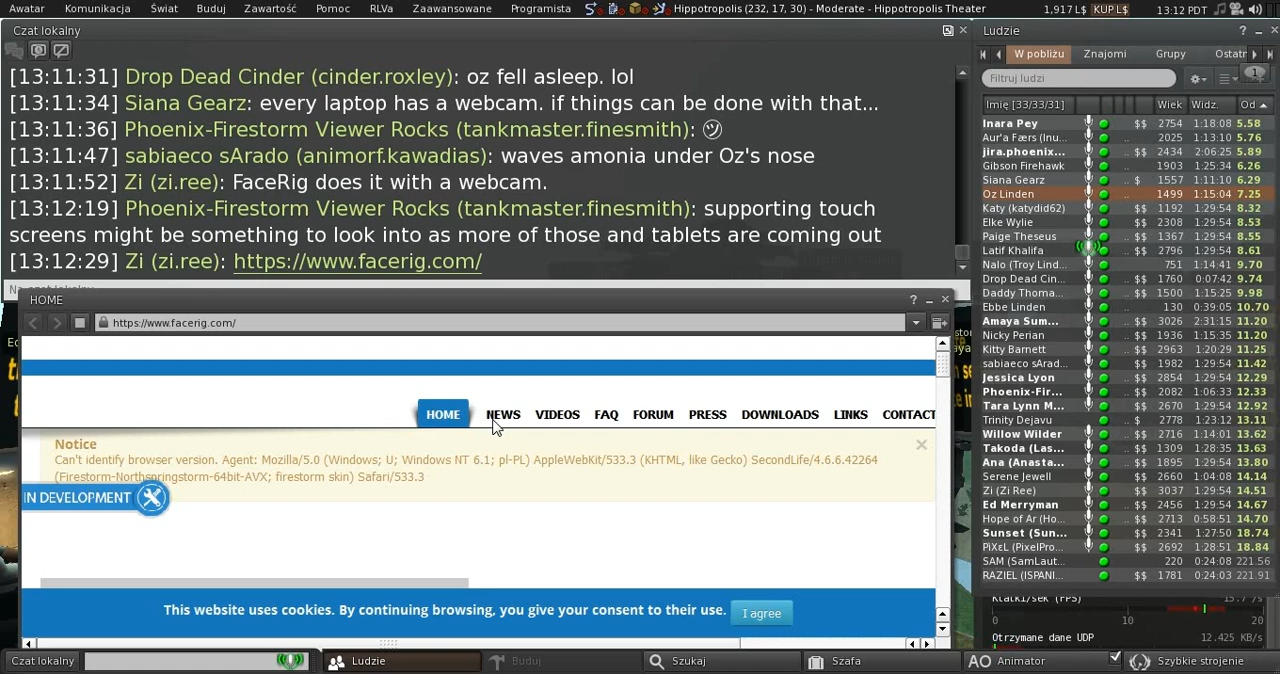 Awatar Komunikacja Świat Buduj Zawartość Pomoc RLVa Zaawansowane Programista Hippotropolis (232, 17, 30) - Moderate - Hippotropolis Theater 1,917 L$ KUP L$ 13:12 PDT
Czat lokalny
[13:11:31] Drop Dead Cinder (cinder.roxley): oz fell asleep. lol
[13:11:34] Siana Gearz: every laptop has a webcam. if things can be done with that...
[13:11:36] Phoenix-Firestorm Viewer Rocks (tankmaster.finesmith): ツ
[13:11:47] sabiaeco sArado (animorf.kawadias): waves amonia under Oz's nose
[13:11:52] Zi (zi.ree): FaceRig does it with a webcam.
[13:12:19] Phoenix-Firestorm Viewer Rocks (tankmaster.finesmith): supporting touch
screens might be something to look into as more of those and tablets are coming out
[13:12:29] Zi (zi.ree): https://www.facerig.com/
HOME
https://www.facerig.com/
HOME NEWS VIDEOS FAQ FORUM PRESS DOWNLOADS LINKS CONTACT
Notice
Can't identify browser version. Agent: Mozilla/5.0 (Windows; U; Windows NT 6.1; pl-PL) AppleWebKit/533.3 (KHTML, like Gecko) SecondLife/4.6.6.42264
(Firestorm-Northspringstorm-64bit-AVX; firestorm skin) Safari/533.3
IN DEVELOPMENT
This website uses cookies. By continuing browsing, you give your consent to their use. I agree
Ludzie
W pobliżu Znajomi Grupy Ostatr
Filtruj ludzi 1
Imię [33/33/31] Wiek Widz. Od
Inara Pey $$ 2754 1:18:08 5.58
Aur'a Færs (Inu... .. 2025 1:13:10 5.76
jira.phoenix... .. $$ 2434 2:06:25 5.89
Gibson Firehawk 1903 1:25:34 6.26
Siana Gearz $ 1557 1:11:10 6.29
Oz Linden 1499 1:15:04 7.25
Katy (katydid62) .. $$ 1192 1:29:54 8.32
Elke Wylie .. $$ 2308 1:29:54 8.53
Paige Theseus .. $$ 1367 1:29:54 8.55
Latif Khalifa .. $$ 2796 1:29:54 8.61
Nalo (Troy Lind... 751 1:14:41 9.70
Drop Dead Cin... .. $$ 1760 0:07:42 9.74
Daddy Thoma... .. $$ 1500 1:15:25 9.98
Ebbe Linden 130 0:39:05 10.70
Amaya Sum... .. $$ 3026 2:31:15 11.20
Nicky Perian .. $$ 1936 1:15:35 11.20
Kitty Barnett .. $$ 2963 1:20:29 11.25
sabiaeco sArad... .. $$ 1982 1:29:54 11.42
Jessica Lyon .. $$ 2854 1:29:54 12.29
Phoenix-Fir... .. $$ 2082 1:06:33 12.33
Tara Lynn M... .. $$ 2670 1:29:54 12.92
Trinity Dejavu .. $ 2778 1:23:12 13.11
Willow Wilder .. $$ 2716 1:14:01 13.62
Takoda (Las... .. $$ 1309 1:28:35 13.63
Ana (Anasta... .. $$ 1895 1:29:54 13.80
Serene Jewell .. $$ 2660 1:04:08 14.14
Zi (Zi Ree) .. $$ 3037 1:29:54 14.51
Ed Merryman .. $$ 2456 1:29:54 14.67
Hope of Ar (Ho... .. $$ 2713 0:58:51 14.70
Sunset (Sun... .. $$ 2341 1:27:50 18.74
PiXeL (PixelPro... .. $$ 2692 1:28:51 18.84
SAM (SamLaut... 220 0:24:08 221.56
RAZIEL (ISPANI... $$ 1781 0:24:03 221.91
Klatki/sek (FPS) 15.7 /s
0 10 20
Otrzymane dane UDP 12.425 KB/s
Czat lokalny Ludzie Buduj Szukaj Szafa AO Animator Szybkie strojenie